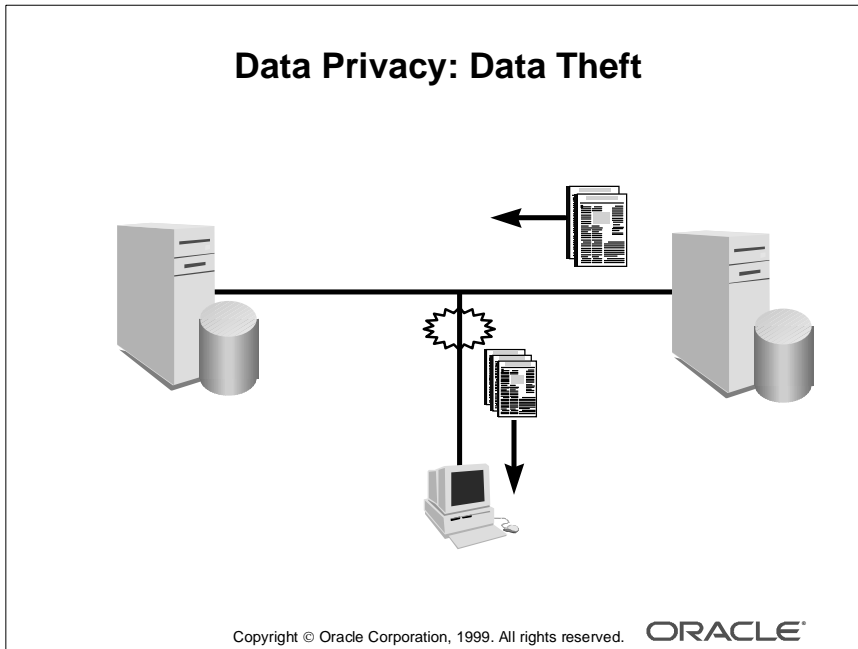 Data Privacy: Data Theft
Copyright © Oracle Corporation, 1999. All rights reserved. ORACLE®